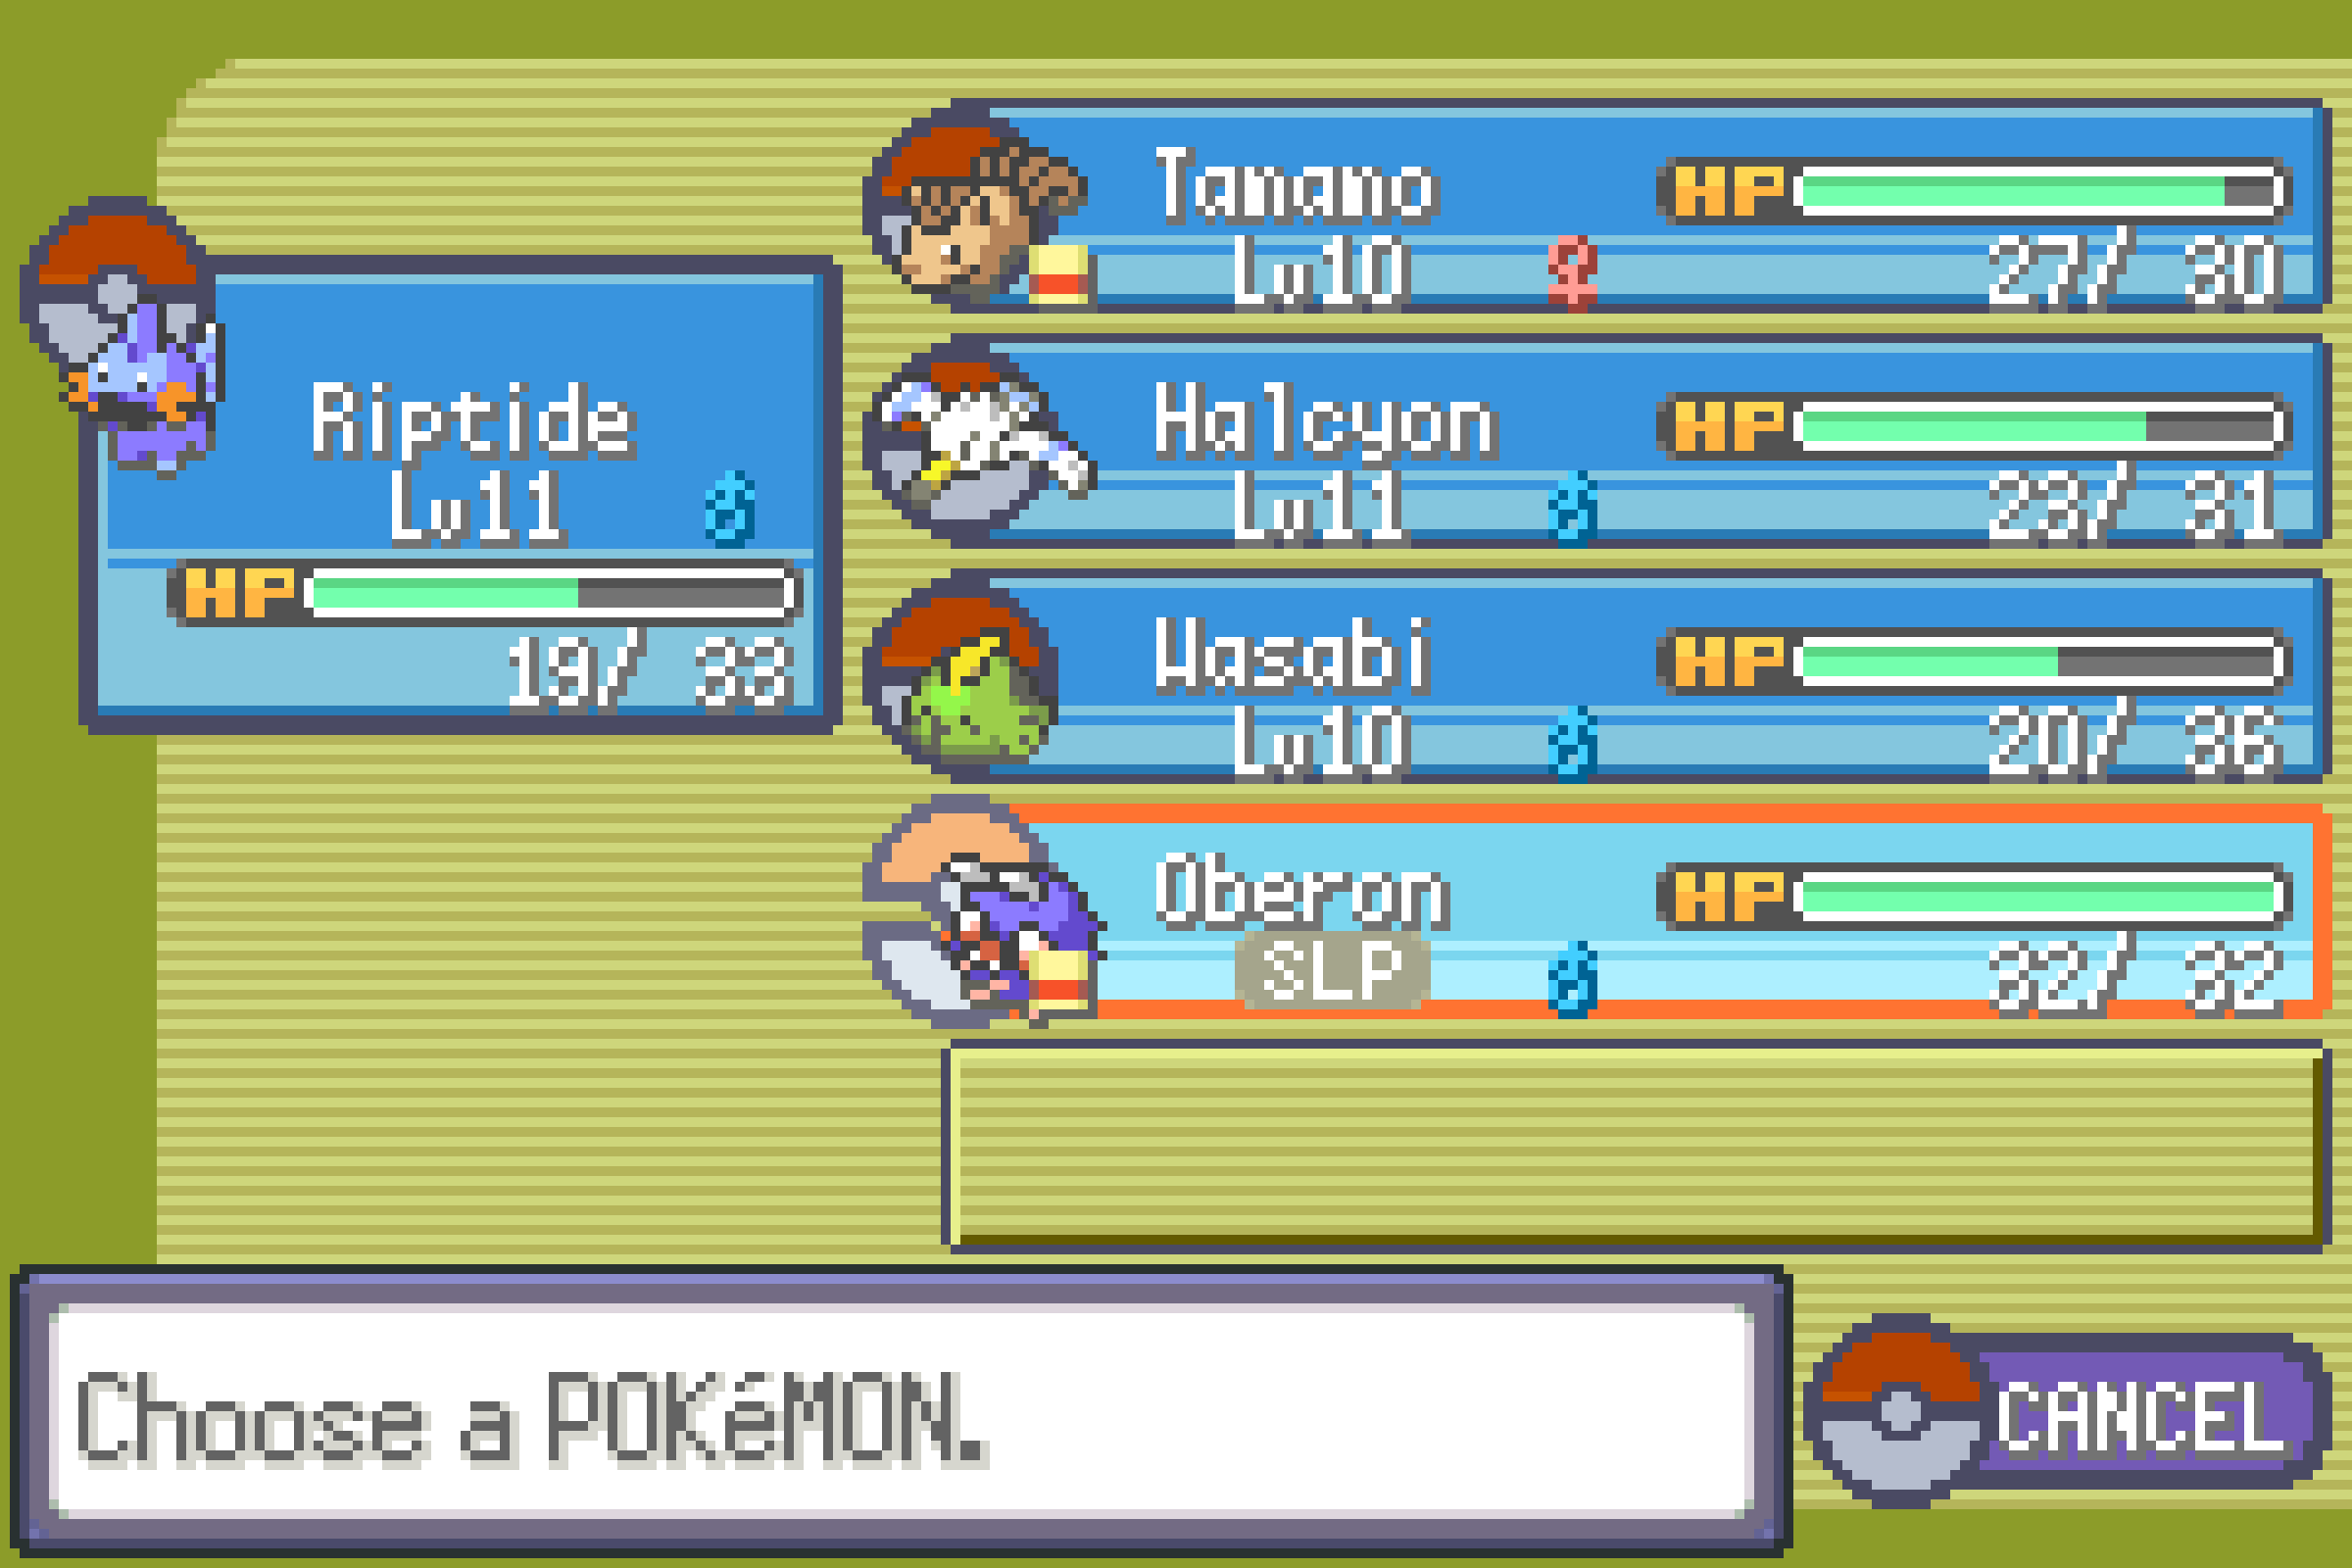 Riptide
Lv11 ♂
HP
19/ 33
Tamamo
HP
Lv10 ♀ 27/ 30
Halcyon
HP
Lv11 ♂ 23/ 31
Wasabi
HP
Lv10 ♂ 20/ 36
Oberon
HP
SLP ♂ 32/ 32
Choose a POKéMON.
CANCEL